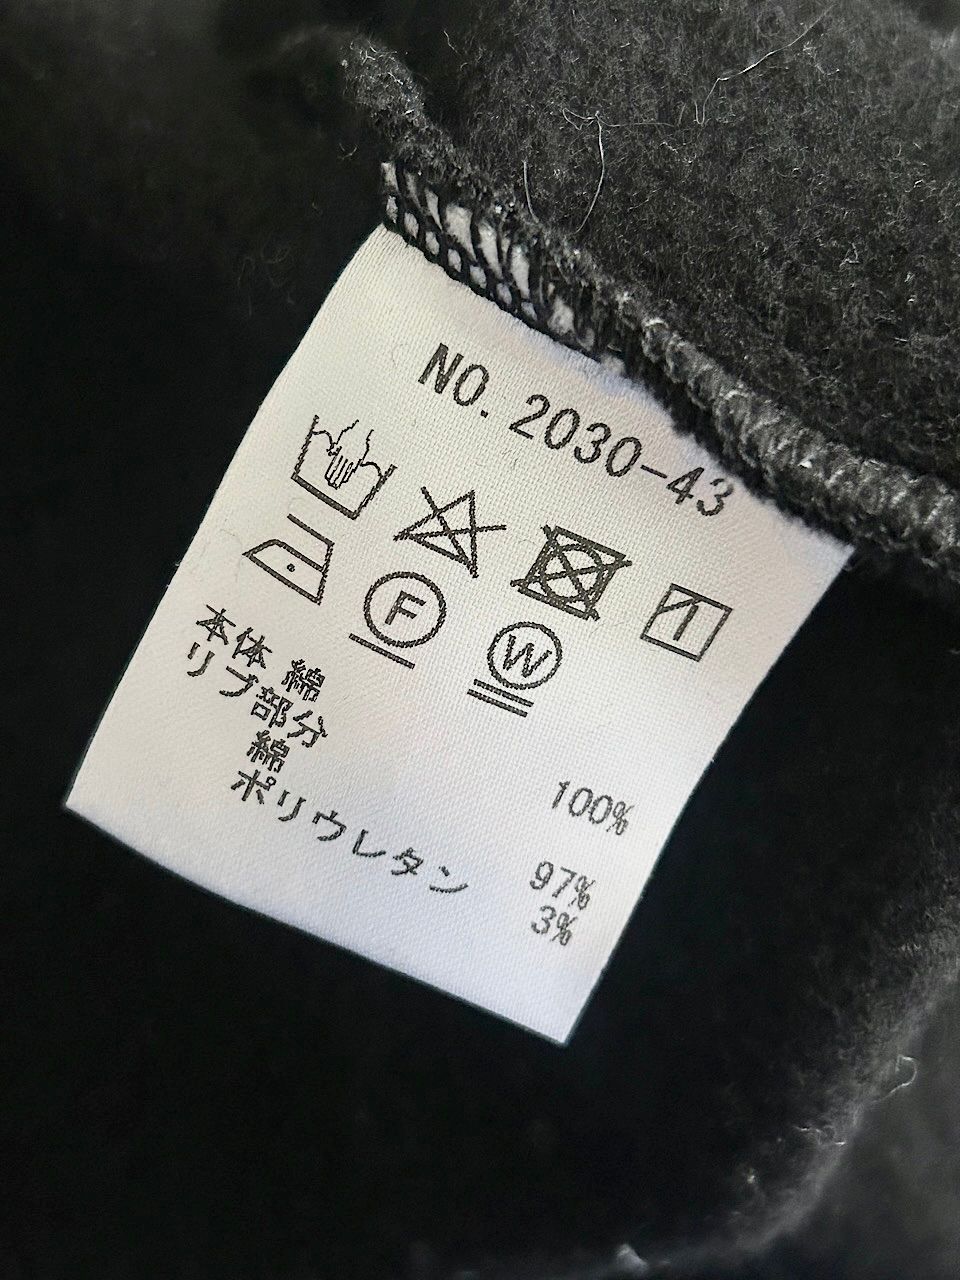 NO. 2030-43
F
W
本体 綿 100%
リブ部分
綿 97%
ポリウレタン 3%